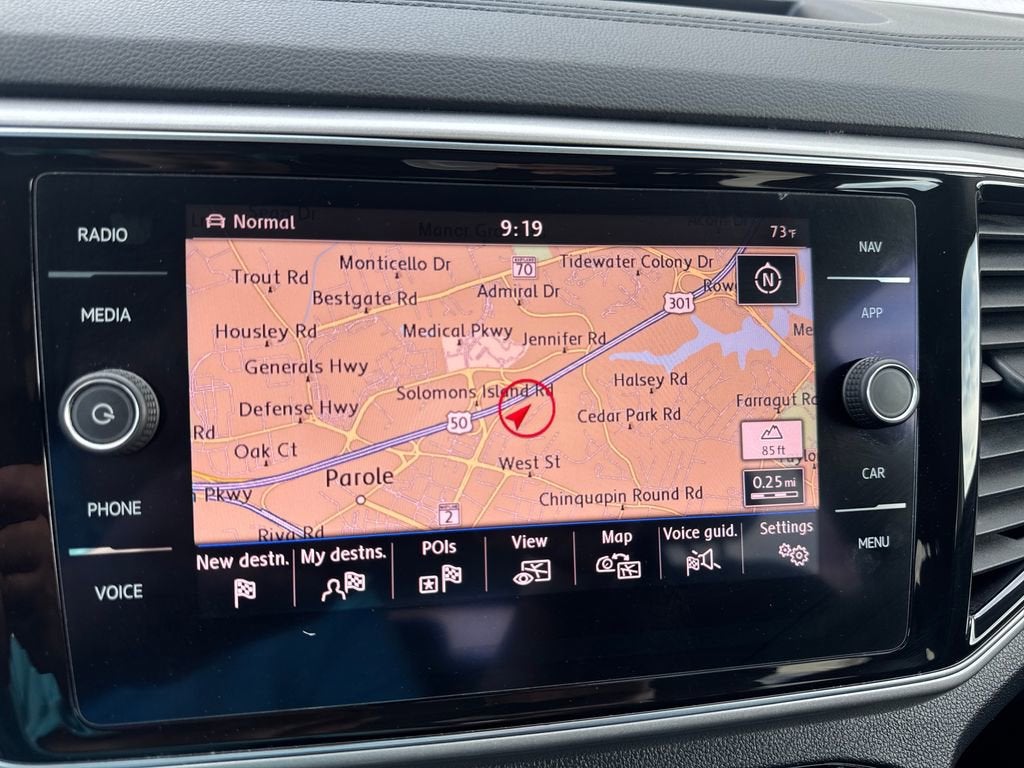 RADIO
MEDIA
PHONE
VOICE
Normal
9:19
73°F
Manor
70
Tidewater Colony Dr
Monticello Dr
Trout Rd
Admiral Dr
Bestgate Rd
301
N
Housley Rd
Medical Pkwy
Jennifer Rd
Me
Generals Hwy
Solomons Island Rd
Halsey Rd
Defense Hwy
50
Cedar Park Rd
Farragut Rd
Rd
Oak Ct
85 ft
West St
Parole
0.25 mi
Pkwy
Chinquapin Round Rd
2
Riva Rd
New destn.
My destns.
POIs
View
Map
Voice guid.
Settings
NAV
APP
CAR
MENU